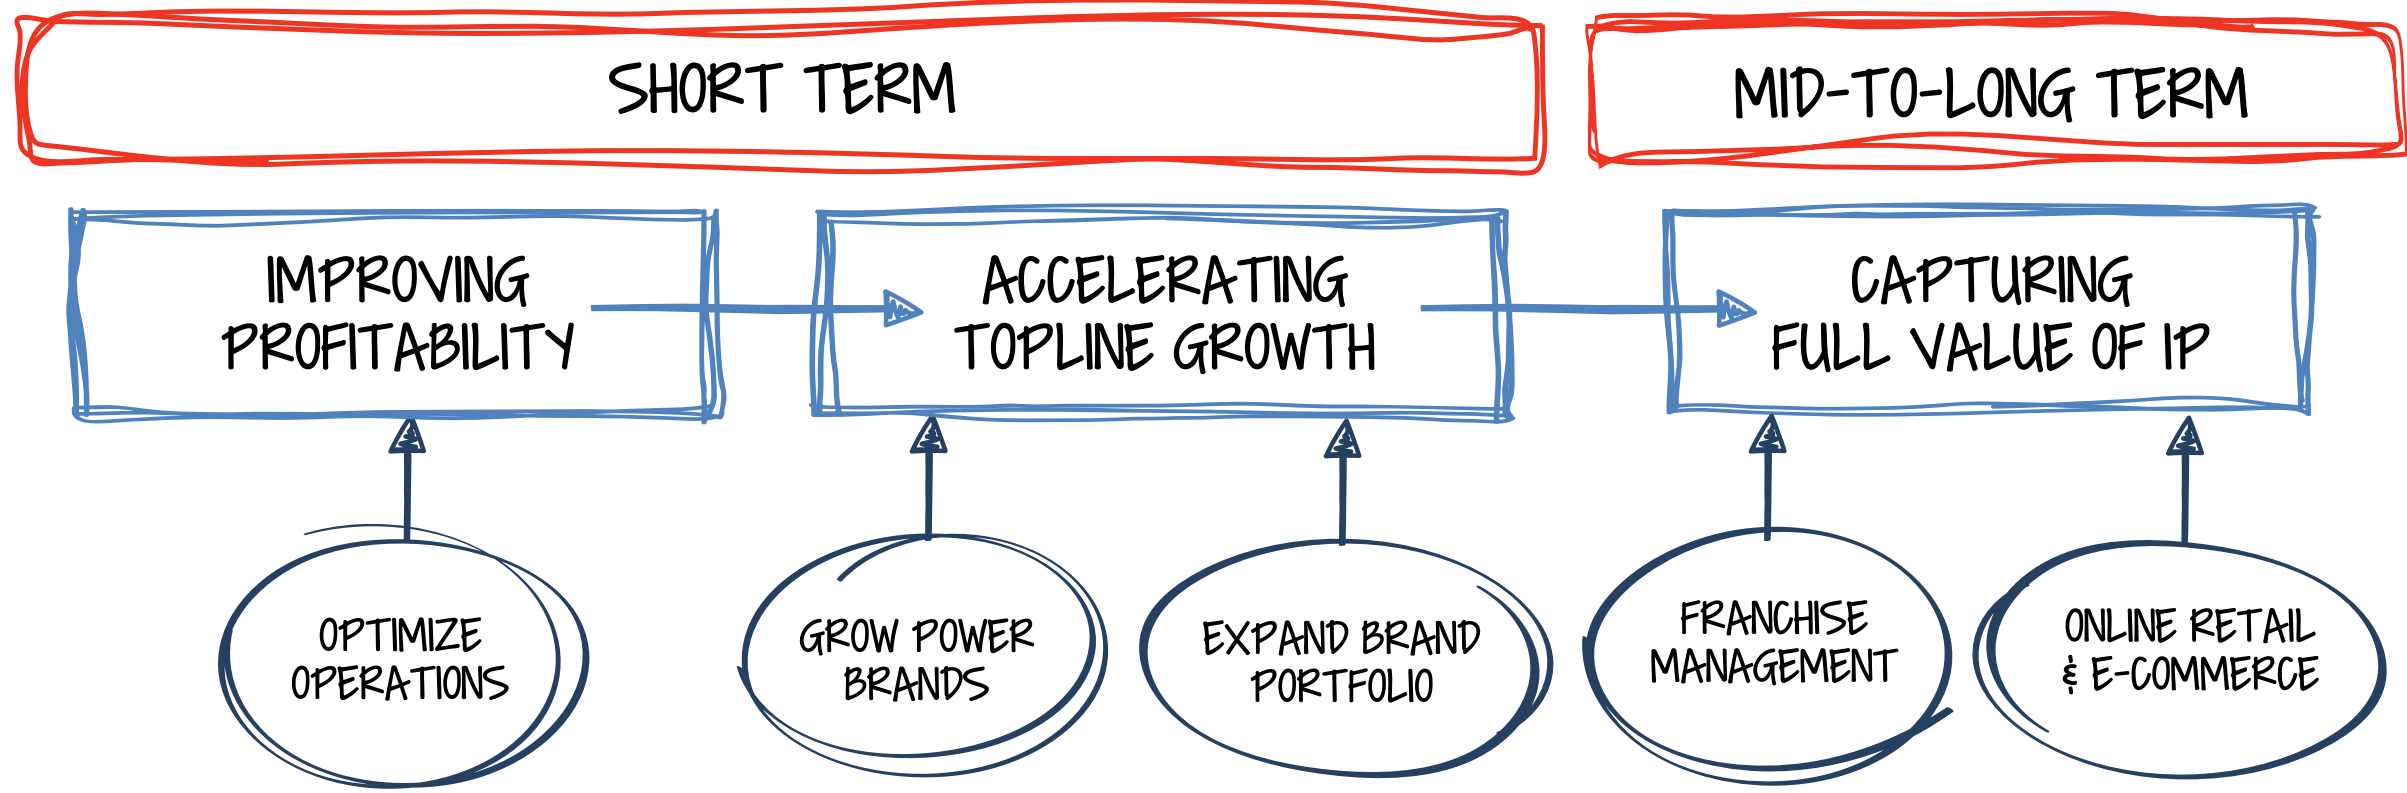 SHORT TERM
MID-TO-LONG TERM
IMPROVING
PROFITABILITY
ACCELERATING
TOPLINE GROWTH
CAPTURING
FULL VALUE OF IP
OPTIMIZE
OPERATIONS
GROW POWER
BRANDS
EXPAND BRAND
PORTFOLIO
FRANCHISE
MANAGEMENT
ONLINE RETAIL
& E-COMMERCE